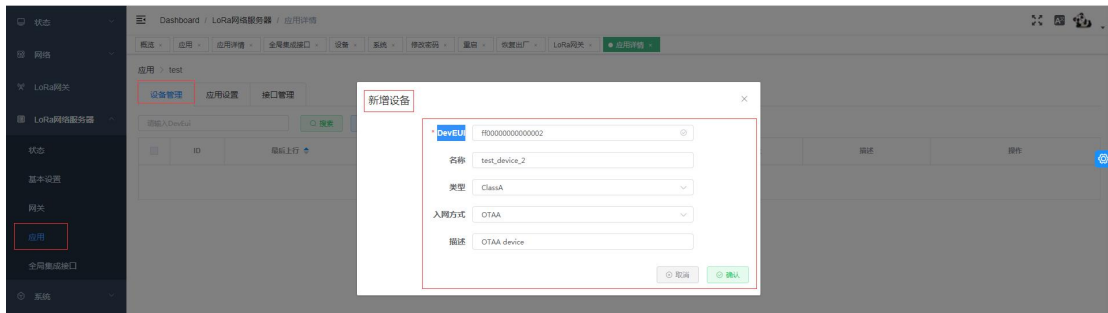 状态
网络
LoRa网关
LoRa网络服务器
状态
基本设置
网关
应用
全局集成接口
系统
Dashboard / LoRa网络服务器 / 应用详情
概览 × 应用 × 应用详情 × 全局集成接口 × 设备 × 系统 × 修改密码 × 重启 × 恢复出厂 × LoRa网关 × 应用详情 ×
应用 > test
设备管理 应用设置 接口管理
请输入DevEui 搜索
ID 最后上行 描述 操作
新增设备 ×
* DevEUI ff00000000000002
名称 test_device_2
类型 ClassA
入网方式 OTAA
描述 OTAA device
取消 确认